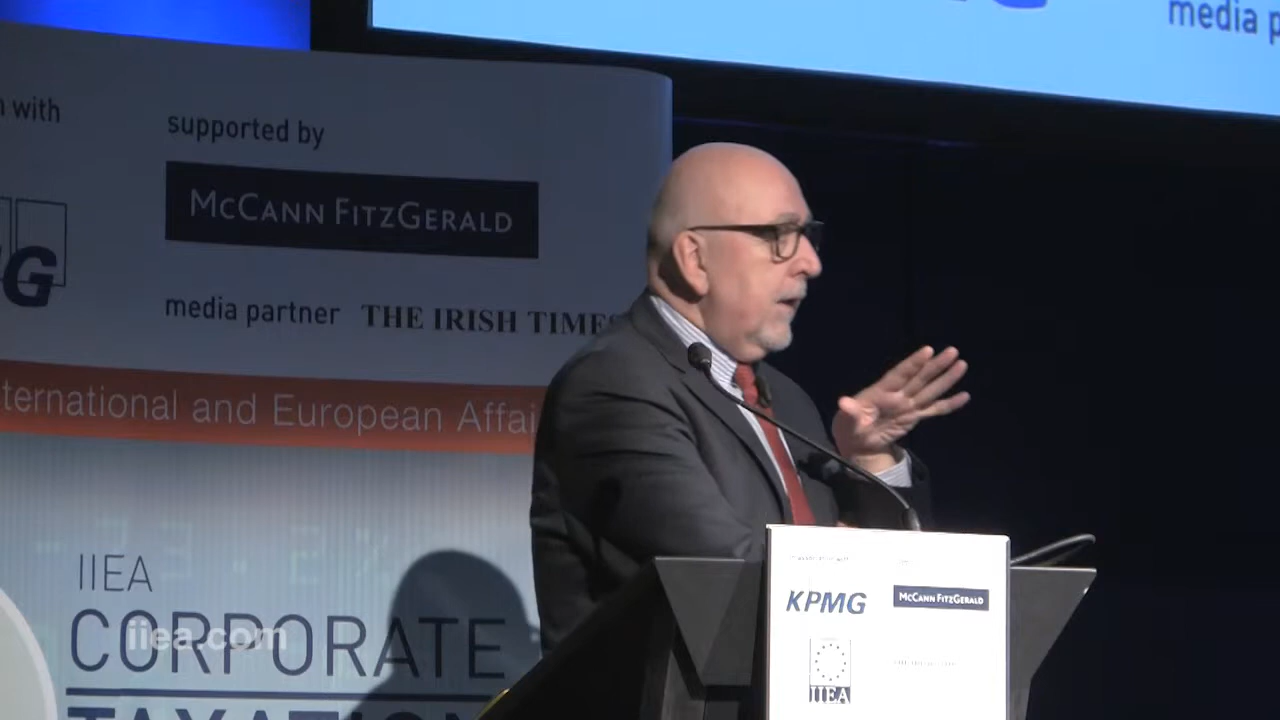 media p
n with
supported by
McCANN FITZGERALD
G
media partner THE IRISH TIMES
ternational and European Affai
IIEA
CORPORATE
iiea.com
TAXATION
KPMG
McCANN FITZGERALD
IIEA